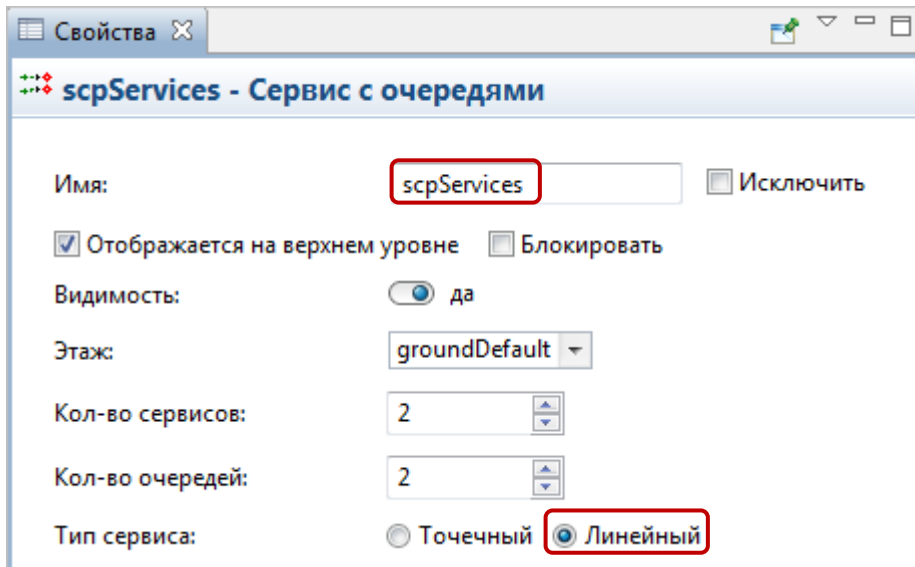 Свойства
scpServices - Сервис с очередями
Имя: scpServices Исключить
Отображается на верхнем уровне Блокировать
Видимость: да
Этаж: groundDefault
Кол-во сервисов: 2
Кол-во очередей: 2
Тип сервиса: Точечный Линейный